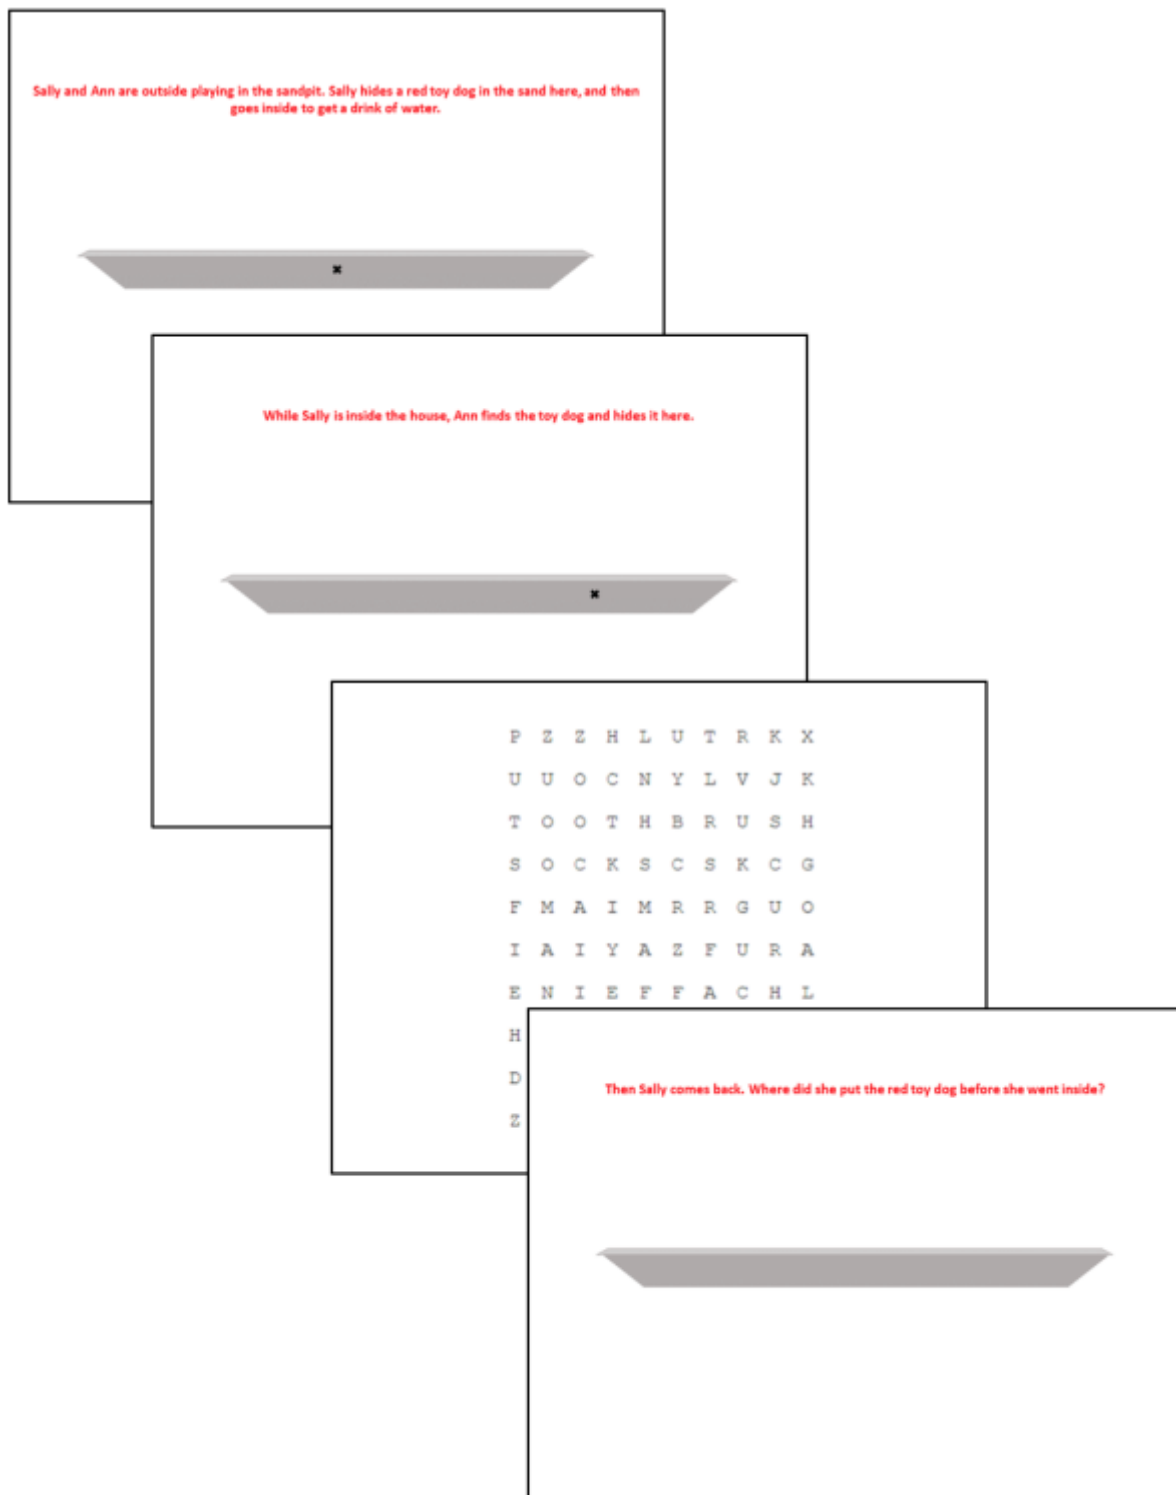 Sally and Ann are outside playing in the sandpit. Sally hides a red toy dog in the sand here, and then
goes inside to get a drink of water.
While Sally is inside the house, Ann finds the toy dog and hides it here.
P Z Z H L U T R K X
U U O C N Y L V J K
T O O T H B R U S H
S O C K S C S K C G
F M A I M R R G U O
I A I Y A Z F U R A
E N I E F F A C H L
H
D
Z
Then Sally comes back. Where did she put the red toy dog before she went inside?